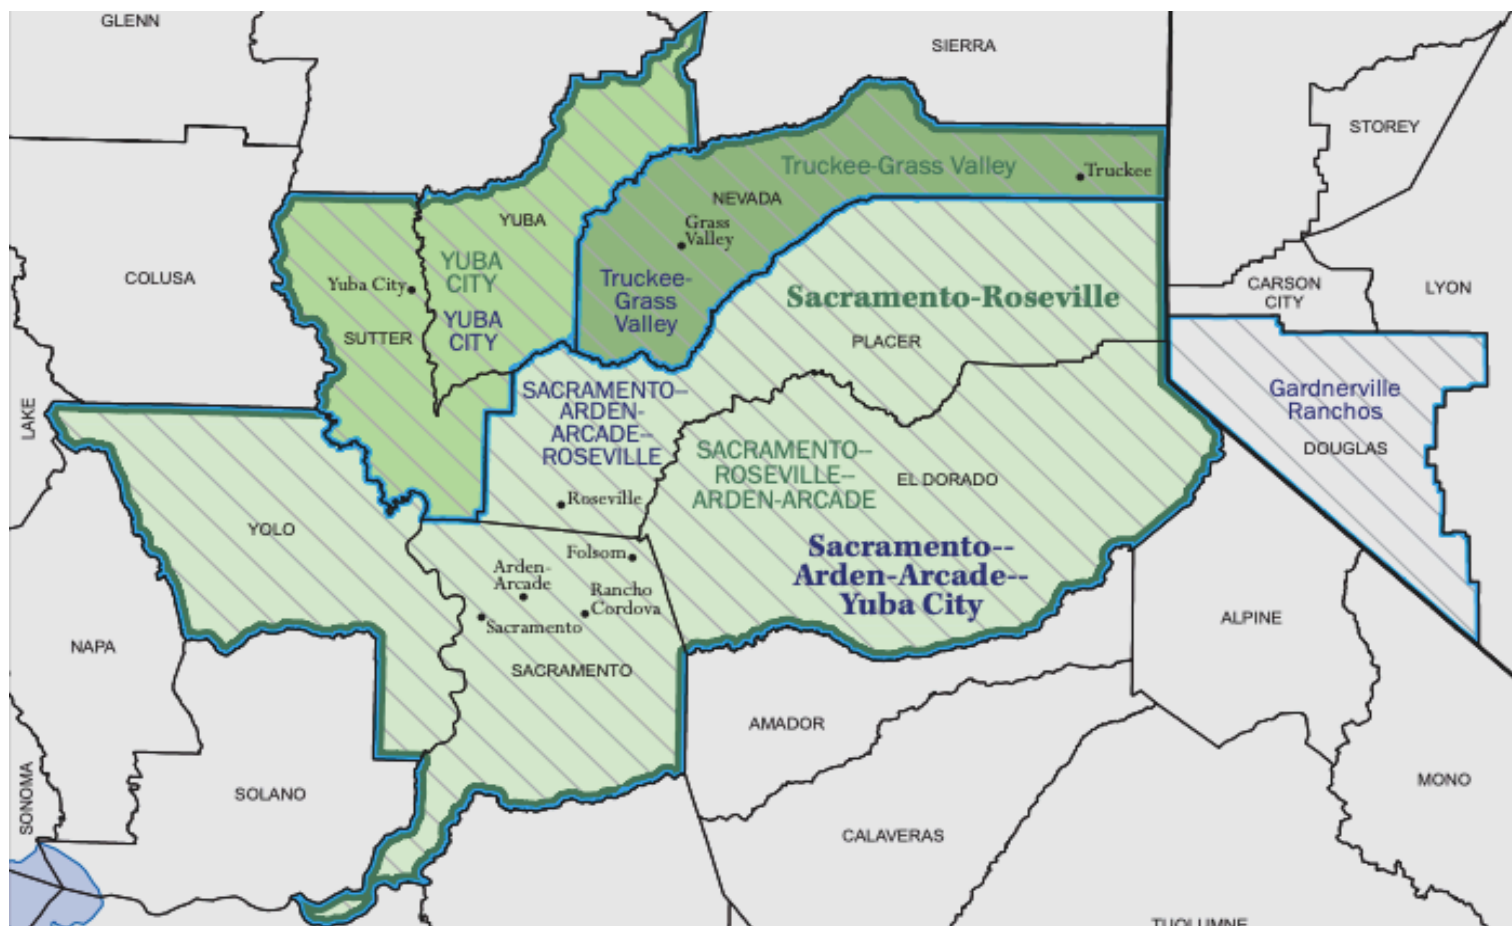 GLENN
SIERRA
STOREY
Truckee-Grass Valley
Truckee
NEVADA
YUBA
Grass
Valley
COLUSA
YUBA
CITY
Yuba City
Truckee-
Grass
Valley
Sacramento-Roseville
CARSON
CITY
LYON
YUBA
CITY
SUTTER
PLACER
LAKE
SACRAMENTO--
ARDEN-
ARCADE--
ROSEVILLE
Gardnerville
Ranchos
DOUGLAS
SACRAMENTO--
ROSEVILLE--
ARDEN-ARCADE
EL DORADO
Roseville
YOLO
Sacramento--
Arden-Arcade--
Yuba City
Folsom
Arden-
Arcade
Rancho
Cordova
Sacramento
ALPINE
NAPA
SACRAMENTO
AMADOR
SONOMA
SOLANO
MONO
CALAVERAS
TUOLUMNE